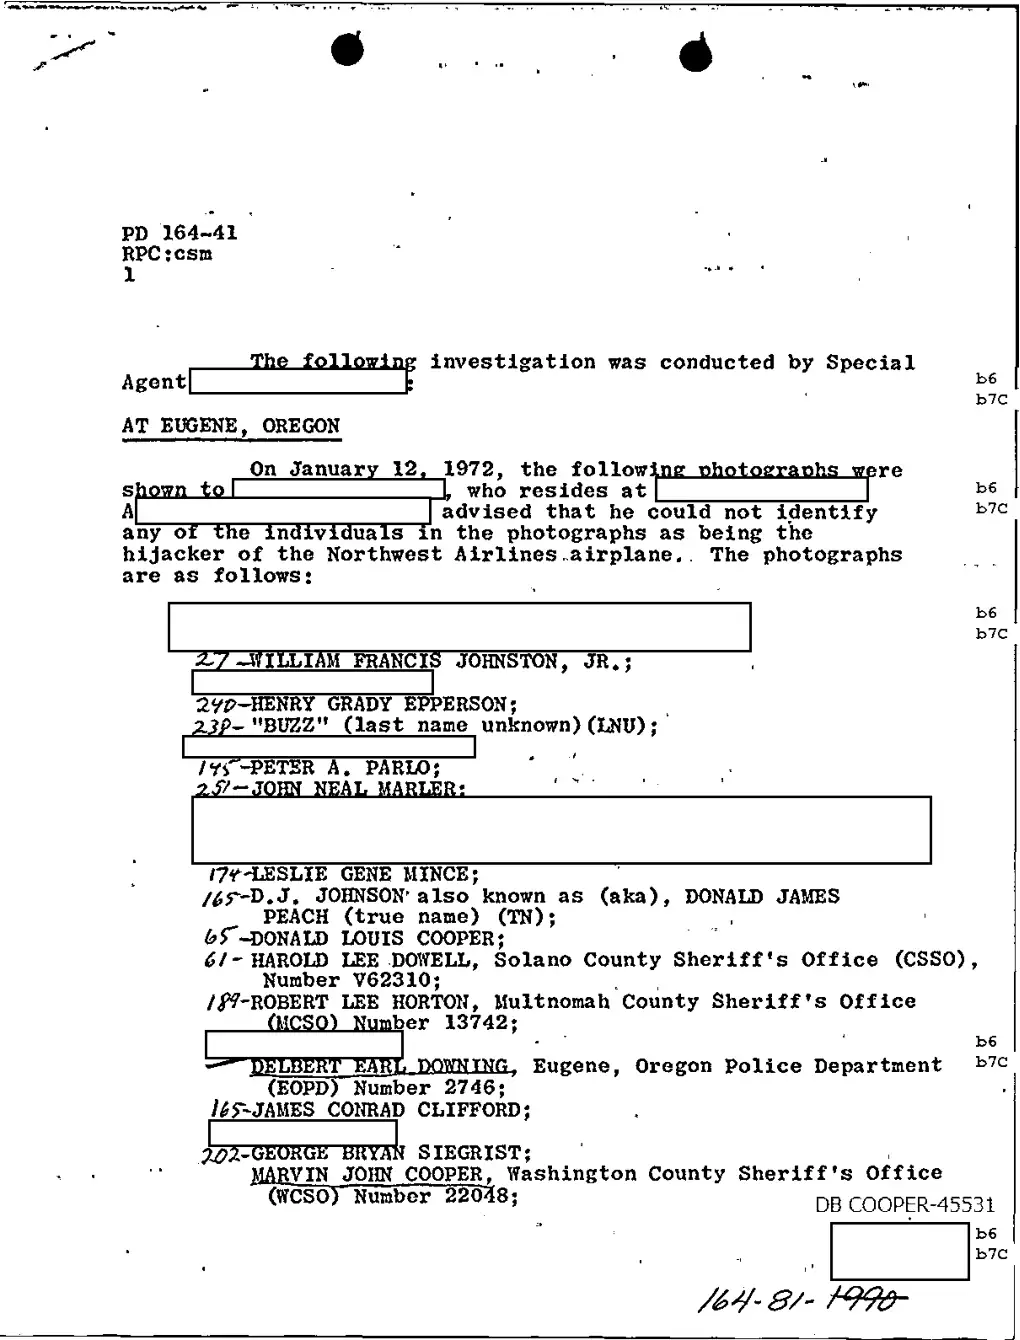 PD 164-41
RPC:csm
1
The following investigation was conducted by Special
Agent :
b6
b7C
AT EUGENE, OREGON
On January 12, 1972, the following photographs were
shown to , who resides at
b6
A advised that he could not identify
b7C
any of the individuals in the photographs as being the
hijacker of the Northwest Airlines airplane. The photographs
are as follows:
b6
b7C
27-WILLIAM FRANCIS JOHNSTON, JR.;
240-HENRY GRADY EPPERSON;
238- "BUZZ" (last name unknown)(LNU);
145-PETER A. PARLO;
251-JOHN NEAL MARLER;
174-LESLIE GENE MINCE;
165-D.J. JOHNSON also known as (aka), DONALD JAMES
PEACH (true name) (TN);
65-DONALD LOUIS COOPER;
61- HAROLD LEE DOWELL, Solano County Sheriff's Office (CSSO),
Number V62310;
189-ROBERT LEE HORTON, Multnomah County Sheriff's Office
(MCSO) Number 13742;
b6
DELBERT EARL DOWNING, Eugene, Oregon Police Department
b7C
(EOPD) Number 2746;
165-JAMES CONRAD CLIFFORD;
202-GEORGE BRYAN SIEGRIST;
MARVIN JOHN COOPER, Washington County Sheriff's Office
(WCSO) Number 22048;
DB COOPER-45531
b6
b7C
164-81-1990